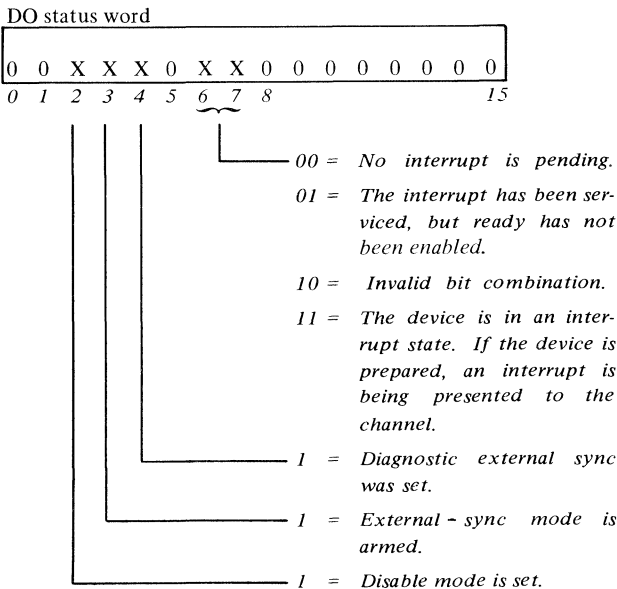 DO status word
0 0 X X X 0 X X 0 0 0 0 0 0 0 0
0 1 2 3 4 5 6 7 8 15
00 = No interrupt is pending.
01 = The interrupt has been ser-
viced, but ready has not
been enabled.
10 = Invalid bit combination.
11 = The device is in an inter-
rupt state. If the device is
prepared, an interrupt is
being presented to the
channel.
1 = Diagnostic external sync
was set.
1 = External - sync mode is
armed.
1 = Disable mode is set.